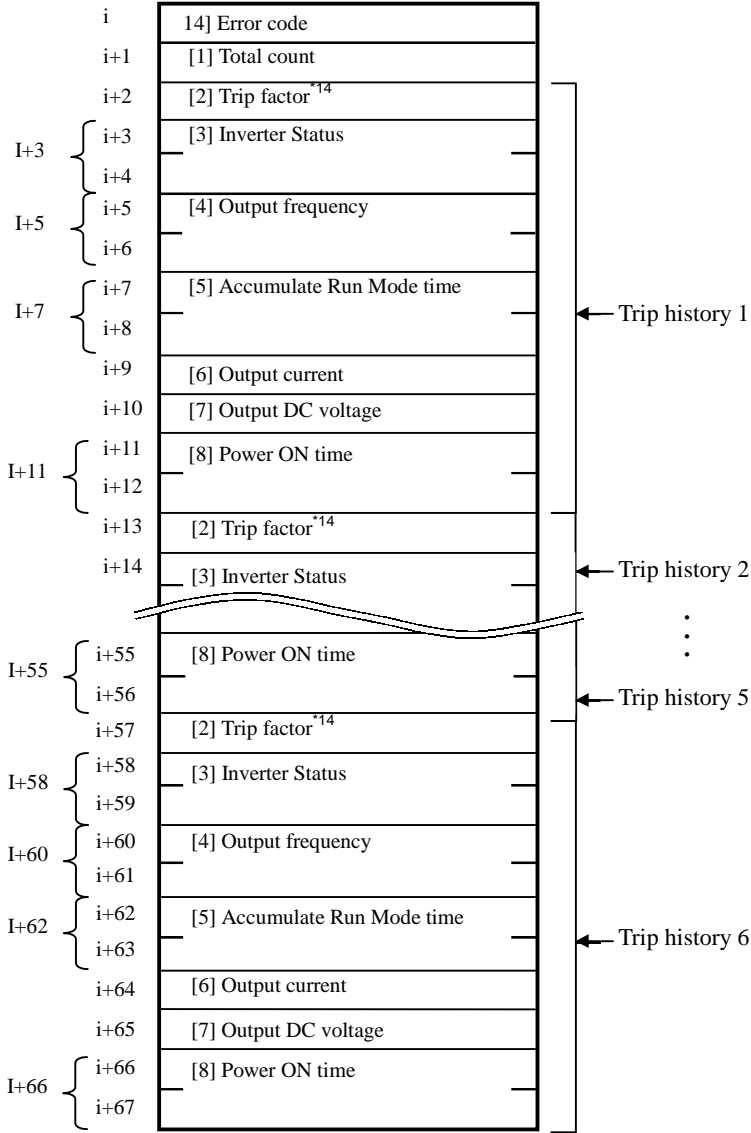 i 14] Error code
i+1 [1] Total count
i+2 [2] Trip factor*14
I+3 i+3 [3] Inverter Status
i+4
I+5 i+5 [4] Output frequency
i+6
I+7 i+7 [5] Accumulate Run Mode time
i+8
Trip history 1
i+9 [6] Output current
i+10 [7] Output DC voltage
I+11 i+11 [8] Power ON time
i+12
i+13 [2] Trip factor*14
i+14 [3] Inverter Status
Trip history 2
I+55 i+55 [8] Power ON time
i+56
Trip history 5
i+57 [2] Trip factor*14
I+58 i+58 [3] Inverter Status
i+59
I+60 i+60 [4] Output frequency
i+61
I+62 i+62 [5] Accumulate Run Mode time
i+63
Trip history 6
i+64 [6] Output current
i+65 [7] Output DC voltage
I+66 i+66 [8] Power ON time
i+67